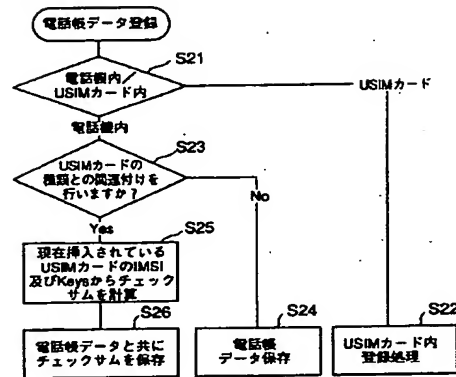 電話帳データ登録
S21
電話機内／
USIMカード内
USIMカード
電話機内
S23
USIMカードの
種類との関連付けを
行いますか？
No
Yes
S25
現在挿入されている
USIMカードのIMSI
及びKeysからチェック
サムを計算
S26
電話帳データと共に
チェックサムを保存
S24
電話帳
データ保存
S22
USIMカード内
登録処理